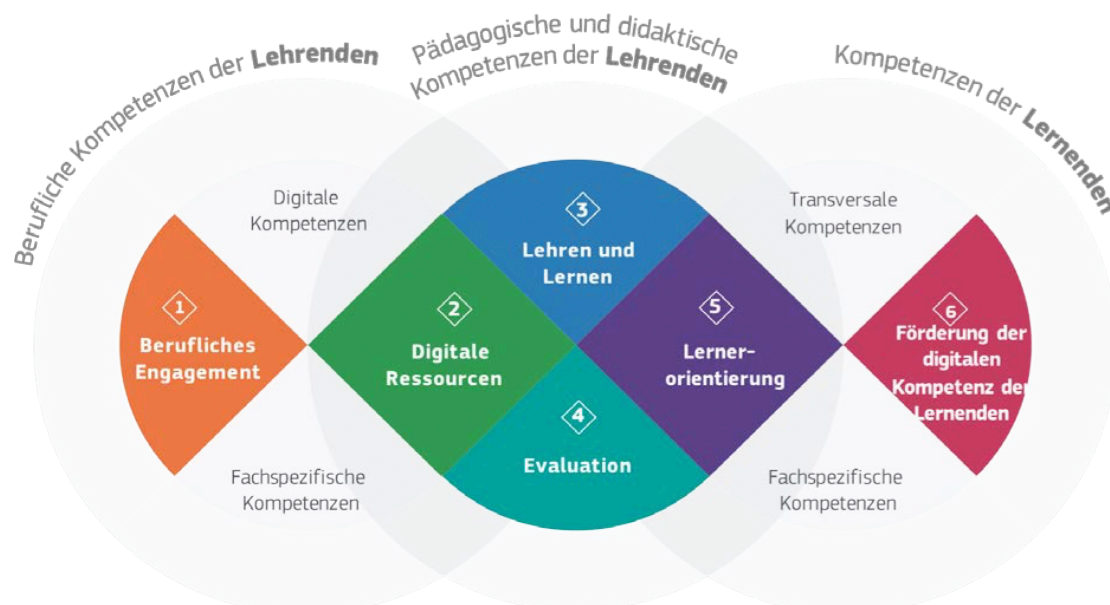 Berufliche Kompetenzen der Lehrenden
Pädagogische und didaktische
Kompetenzen der Lehrenden
Kompetenzen der Lernenden
Digitale
Kompetenzen
Transversale
Kompetenzen
1
Berufliches
Engagement
2
Digitale
Ressourcen
3
Lehren und
Lernen
4
Evaluation
5
Lerner-
orientierung
6
Förderung der
digitalen
Kompetenz der
Lernenden
Fachspezifische
Kompetenzen
Fachspezifische
Kompetenzen